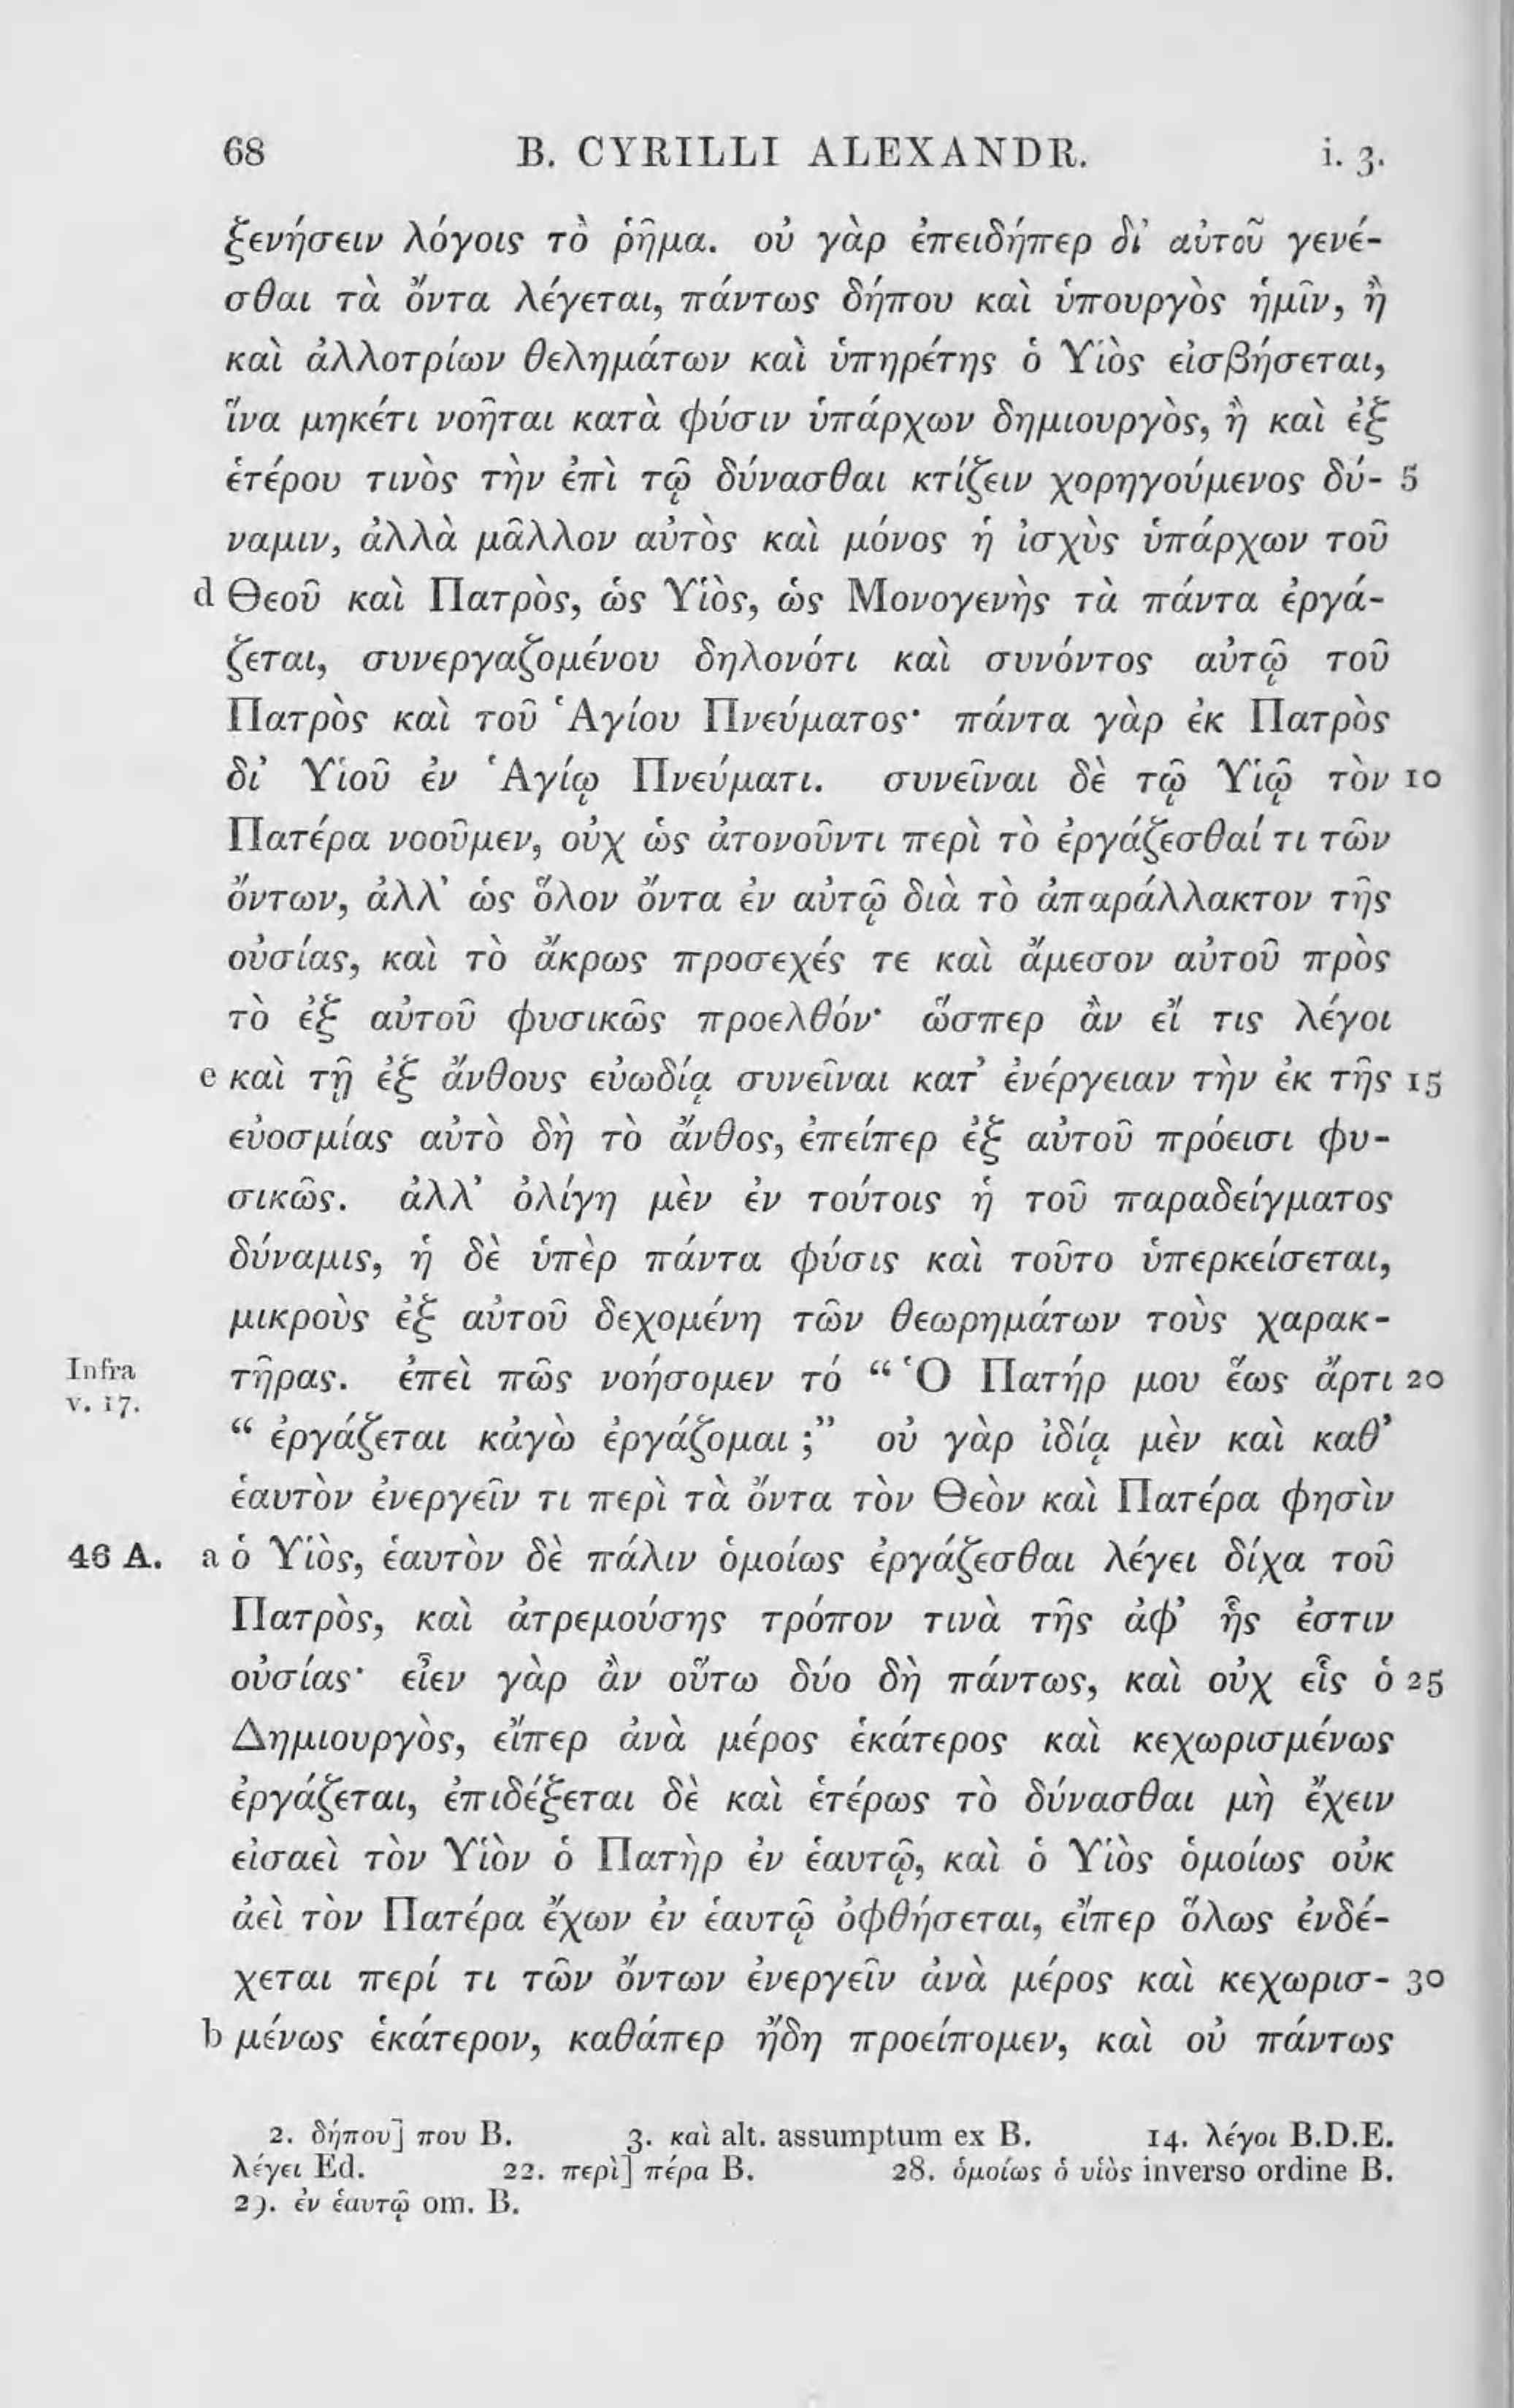 68 B. CYRILLI ALEXANDR. i. 3.
ξενήσειν λόγοις τὸ ῥῆμα. οὐ γὰρ ἐπειδήπερ δι' αὐτοῦ γενέ-
σθαι τὰ ὄντα λέγεται, πάντως δήπου καὶ ὑπουργὸς ἡμῖν, ἢ
καὶ ἀλλοτρίων θελημάτων καὶ ὑπηρέτης ὁ Υἱὸς εἰσβήσεται,
ἵνα μηκέτι νοῆται κατὰ φύσιν ὑπάρχων δημιουργὸς, ἢ καὶ ἐξ
ἑτέρου τινὸς τὴν ἐπὶ τῷ δύνασθαι κτίζειν χορηγούμενος δύ- 5
ναμιν, ἀλλὰ μᾶλλον αὐτὸς καὶ μόνος ἡ ἰσχὺς ὑπάρχων τοῦ
d Θεοῦ καὶ Πατρὸς, ὡς Υἱὸς, ὡς Μονογενὴς τὰ πάντα ἐργά-
ζεται, συνεργαζομένου δηλονότι καὶ συνόντος αὐτῷ τοῦ
Πατρὸς καὶ τοῦ Ἁγίου Πνεύματος· πάντα γὰρ ἐκ Πατρὸς
δι' Υἱοῦ ἐν Ἁγίῳ Πνεύματι. συνεῖναι δὲ τῷ Υἱῷ τὸν 10
Πατέρα νοοῦμεν, οὐχ ὡς ἀτονοῦντι περὶ τὸ ἐργάζεσθαί τι τῶν
ὄντων, ἀλλ' ὡς ὅλον ὄντα ἐν αὐτῷ διὰ τὸ ἀπαράλλακτον τῆς
οὐσίας, καὶ τὸ ἄκρως προσεχές τε καὶ ἄμεσον αὐτοῦ πρὸς
τὸ ἐξ αὐτοῦ φυσικῶς προελθόν· ὥσπερ ἂν εἴ τις λέγοι
e καὶ τῇ ἐξ ἄνθους εὐωδίᾳ συνεῖναι κατ' ἐνέργειαν τὴν ἐκ τῆς 15
εὐοσμίας αὐτὸ δὴ τὸ ἄνθος, ἐπείπερ ἐξ αὐτοῦ πρόεισι φυ-
σικῶς. ἀλλ' ὀλίγη μὲν ἐν τούτοις ἡ τοῦ παραδείγματος
δύναμις, ἡ δὲ ὑπὲρ πάντα φύσις καὶ τοῦτο ὑπερκείσεται,
μικροὺς ἐξ αὐτοῦ δεχομένη τῶν θεωρημάτων τοὺς χαρακ-
Infra v. 17. τῆρας. ἐπεὶ πῶς νοήσομεν τό “ Ὁ Πατήρ μου ἕως ἄρτι 20
“ ἐργάζεται κἀγὼ ἐργάζομαι ;” οὐ γὰρ ἰδίᾳ μὲν καὶ καθ'
ἑαυτὸν ἐνεργεῖν τι περὶ τὰ ὄντα τὸν Θεὸν καὶ Πατέρα φησὶν
46 A. a ὁ Υἱὸς, ἑαυτὸν δὲ πάλιν ὁμοίως ἐργάζεσθαι λέγει δίχα τοῦ
Πατρὸς, καὶ ἀτρεμούσης τρόπον τινὰ τῆς ἀφ' ἧς ἐστιν
οὐσίας· εἶεν γὰρ ἂν οὕτω δύο δὴ πάντως, καὶ οὐχ εἷς ὁ 25
Δημιουργὸς, εἴπερ ἀνὰ μέρος ἑκάτερος καὶ κεχωρισμένως
ἐργάζεται, ἐπιδέξεται δὲ καὶ ἑτέρως τὸ δύνασθαι μὴ ἔχειν
εἰσαεὶ τὸν Υἱὸν ὁ Πατὴρ ἐν ἑαυτῷ, καὶ ὁ Υἱὸς ὁμοίως οὐκ
ἀεὶ τὸν Πατέρα ἔχων ἐν ἑαυτῷ ὀφθήσεται, εἴπερ ὅλως ἐνδέ-
χεται περί τι τῶν ὄντων ἐνεργεῖν ἀνὰ μέρος καὶ κεχωρισ- 30
b μένως ἑκάτερον, καθάπερ ἤδη προείπομεν, καὶ οὐ πάντως
2. δήπου] που B. 3. καὶ alt. assumptum ex B. 14. λέγοι B.D.E.
λέγει Ed. 22. περὶ] πέρα B. 28. ὁμοίως ὁ υἱὸς inverso ordine B.
29. ἐν ἑαυτῷ om. B.